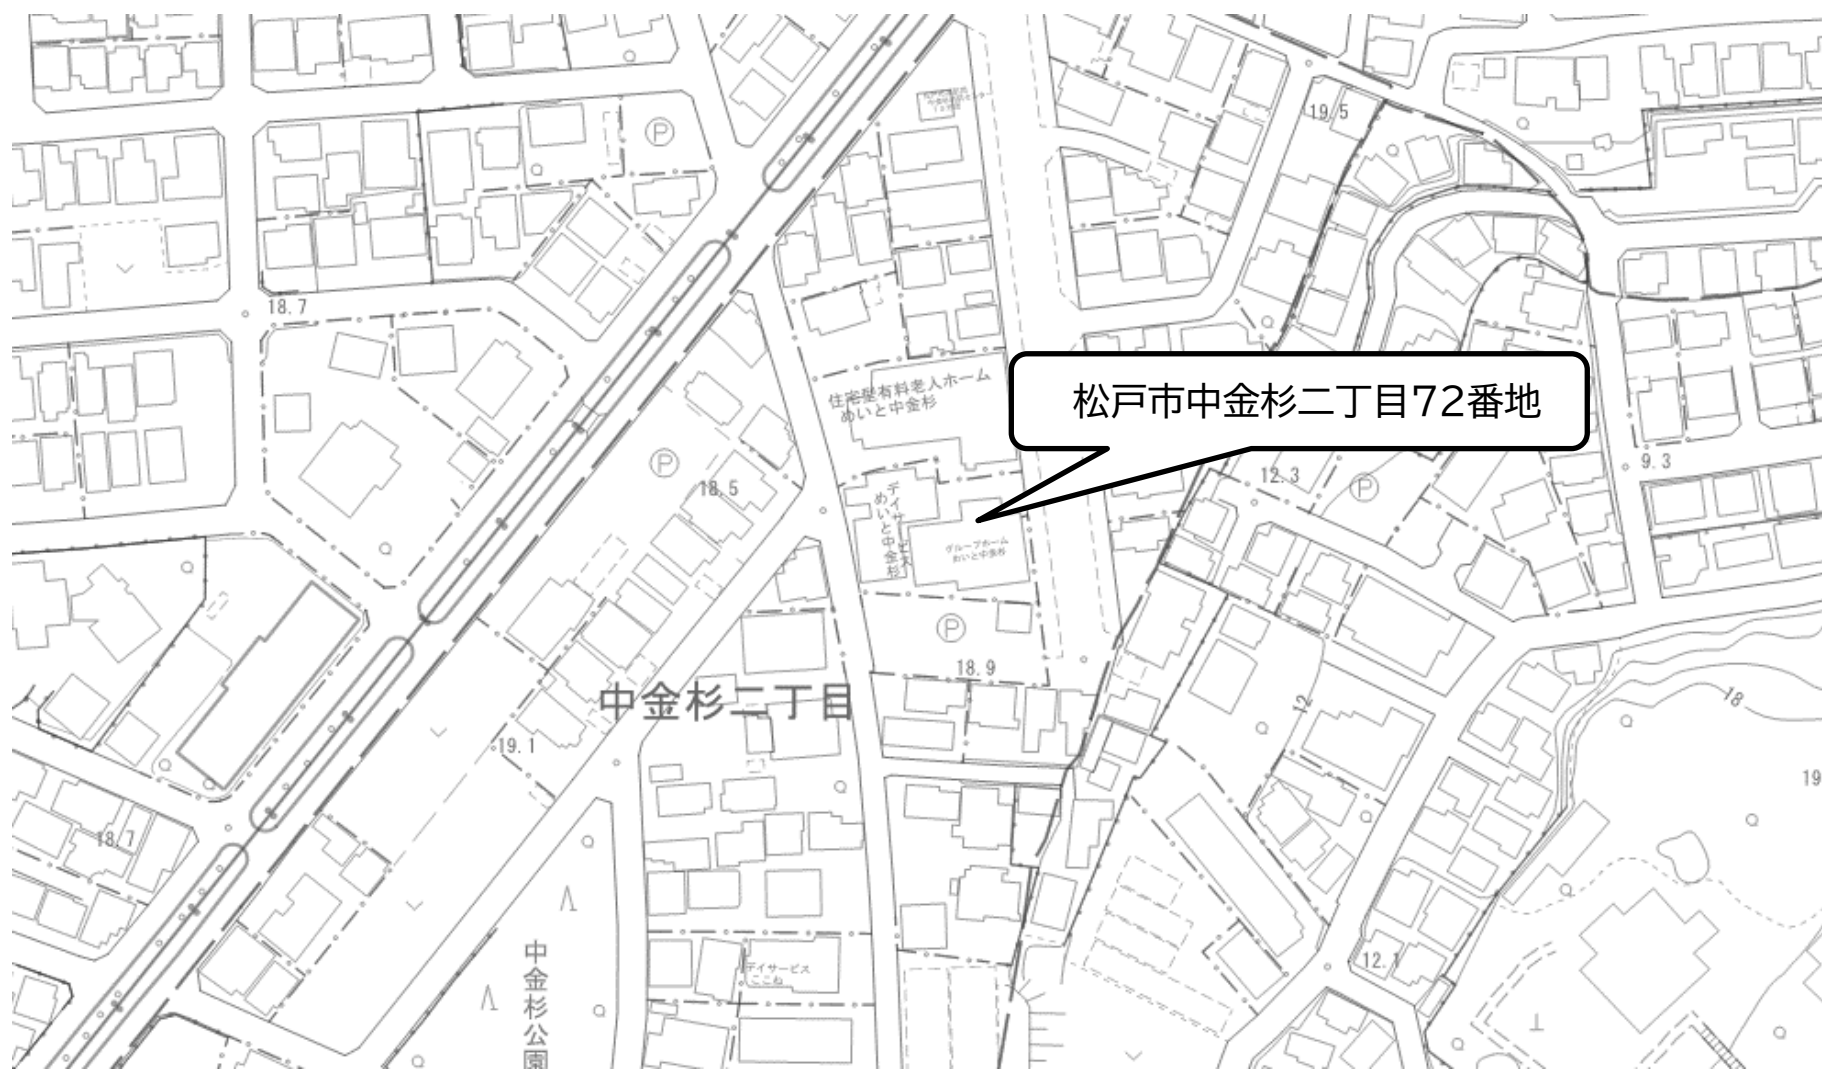 19.5
18.7
住宅型有料老人ホーム
めいと中金杉
松戸市中金杉二丁目72番地
Ⓟ
Ⓟ
18.5
12.3
Ⓟ
9.3
デイサービス
めいと中金杉
グループホーム
めいと中金杉
Ⓟ
18.9
中金杉二丁目
12
18
19.1
19
18.7
中金杉公園
デイサービス
ここね
12.1